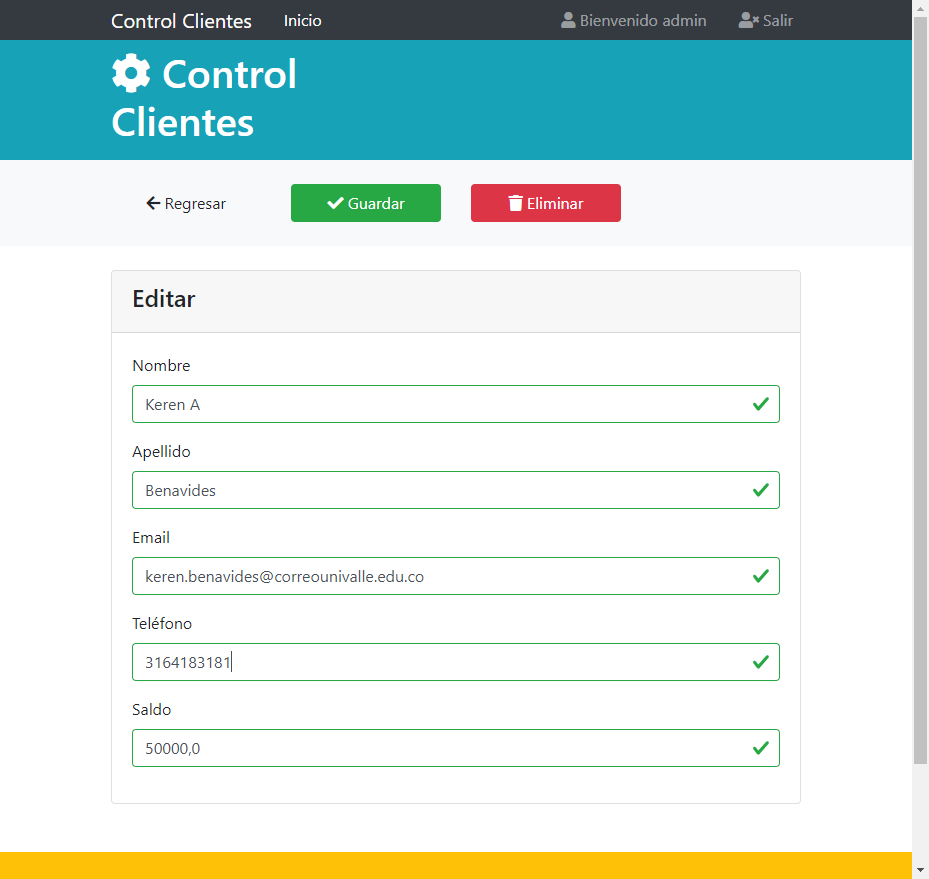 Control Clientes Inicio Bienvenido admin Salir
Control
Clientes
Regresar Guardar Eliminar
Editar
Nombre
Keren A
Apellido
Benavides
Email
keren.benavides@correounivalle.edu.co
Teléfono
3164183181
Saldo
50000,0